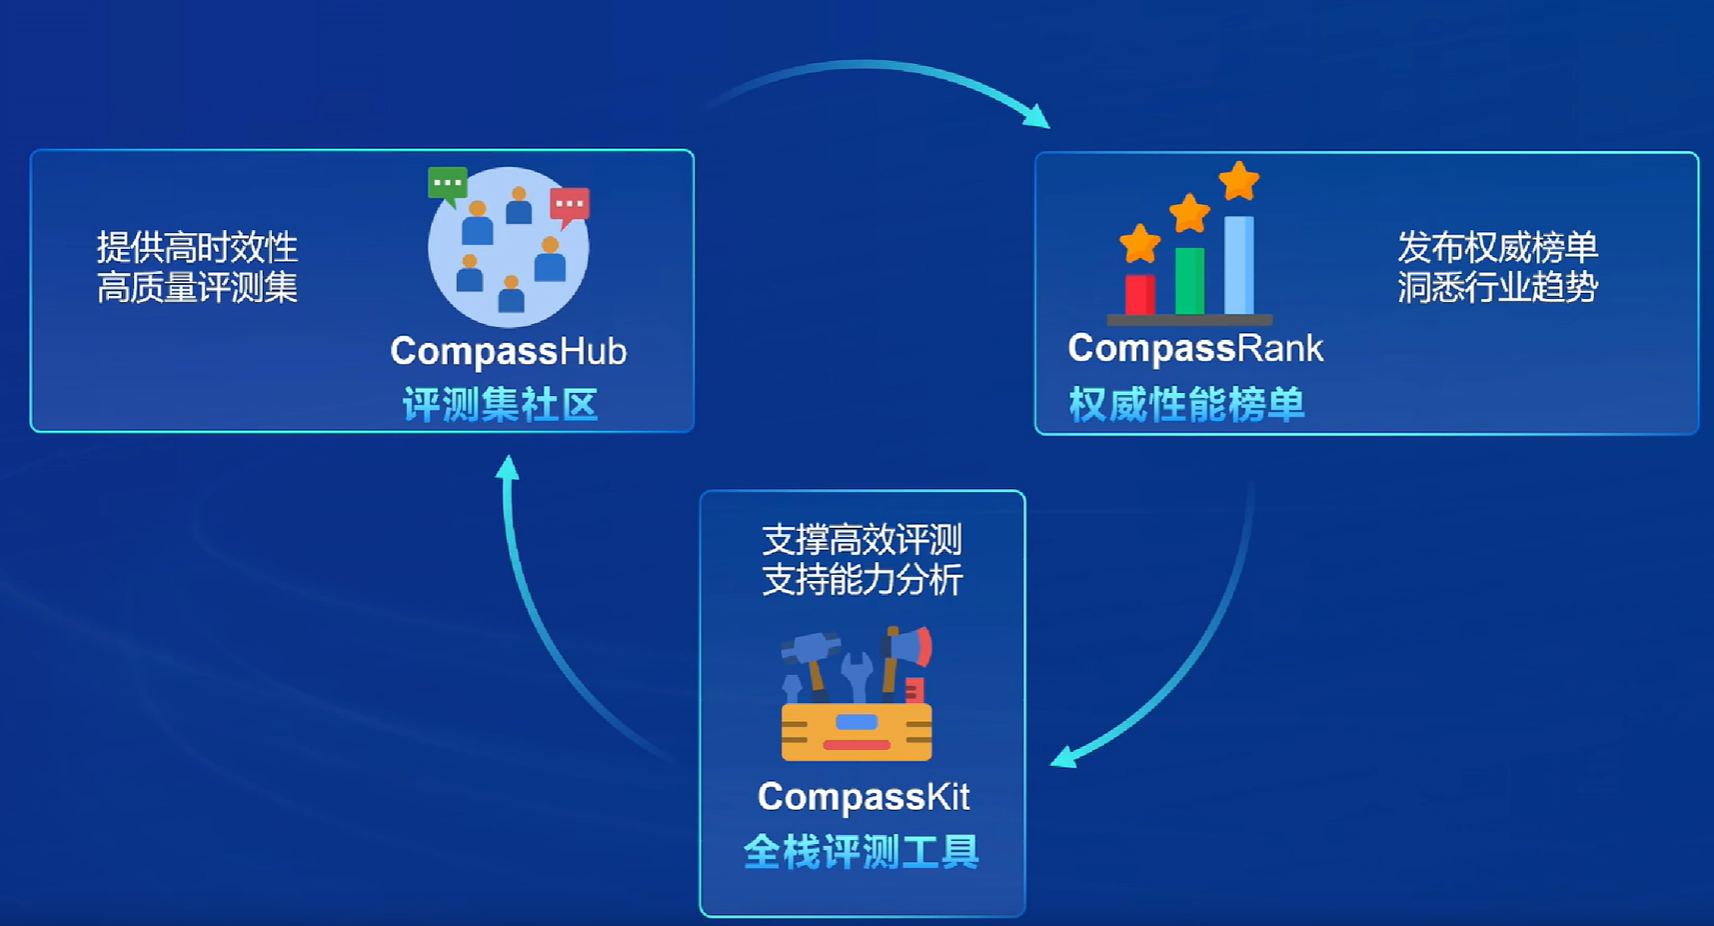 提供高时效性
高质量评测集
CompassHub
评测集社区
发布权威榜单
洞悉行业趋势
CompassRank
权威性能榜单
支撑高效评测
支持能力分析
CompassKit
全栈评测工具